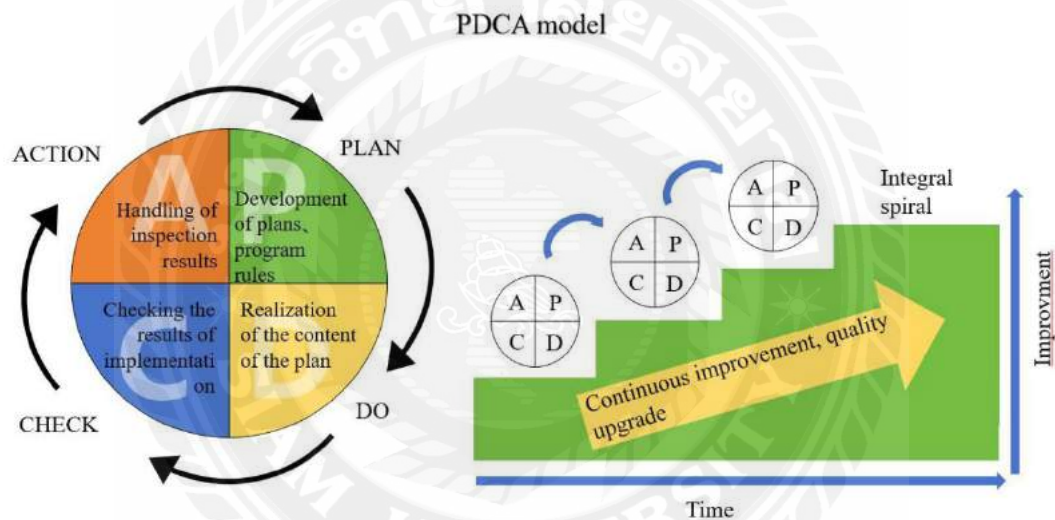 PDCA model
ACTION
PLAN
A
P
Handling of
inspection
results
Development
of plans、
program
rules
Checking the
results of
implementati
on
Realization
of the content
of the plan
C
D
CHECK
DO
A P
C D
A P
C D
A P
C D
Integral
spiral
Continuous improvement, quality
upgrade
Improvment
Time